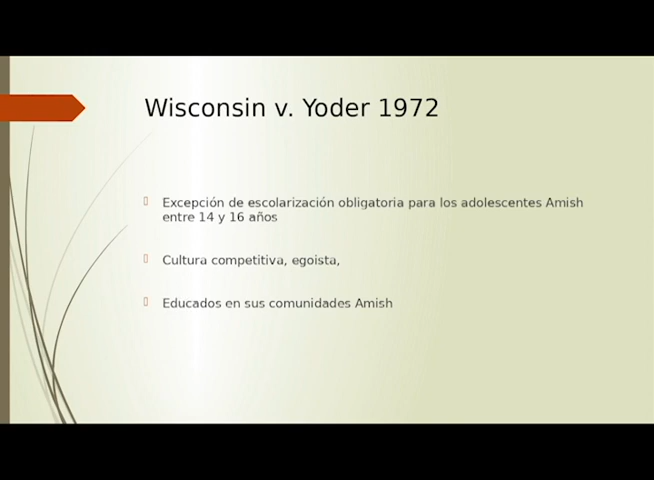 Wisconsin v. Yoder 1972
Excepción de escolarización obligatoria para los adolescentes Amish
entre 14 y 16 años
Cultura competitiva, egoista,
Educados en sus comunidades Amish